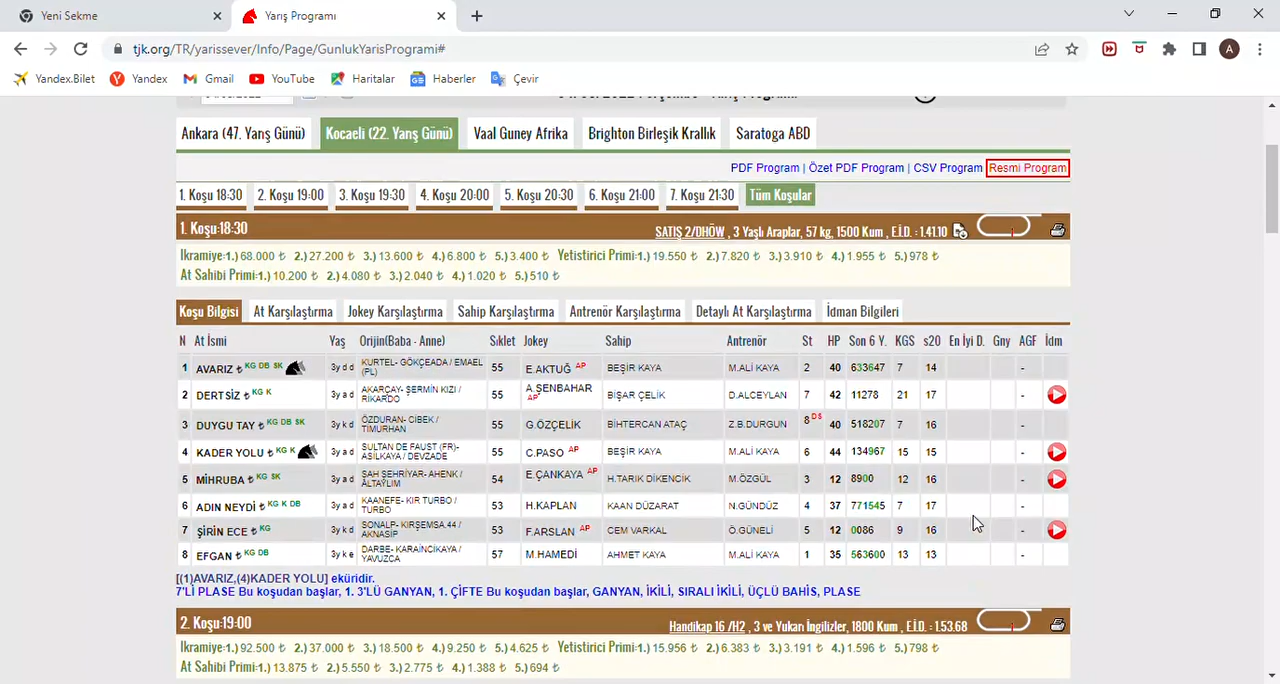 Yeni Sekme
Yarış Programı
tjk.org/TR/yarissever/Info/Page/GunlukYarisProgrami#
A
Yandex.Bilet Yandex Gmail YouTube Haritalar Haberler Çevir
Ankara (47. Yarış Günü) Kocaeli (22. Yarış Günü) Vaal Guney Afrika Brighton Birleşik Krallık Saratoga ABD
PDF Program | Özet PDF Program | CSV Program Resmi Program
1. Koşu 18:30 2. Koşu 19:00 3. Koşu 19:30 4. Koşu 20:00 5. Koşu 20:30 6. Koşu 21:00 7. Koşu 21:30 Tüm Koşular
1. Koşu:18:30 SATIŞ 2/DHÖW , 3 Yaşlı Araplar, 57 kg, 1500 Kum , E.İ.D. : 1.41.10
İkramiye:1.) 68.000 ₺ 2.) 27.200 ₺ 3.) 13.600 ₺ 4.) 6.800 ₺ 5.) 3.400 ₺ Yetistirici Primi:1.) 19.550 ₺ 2.) 7.820 ₺ 3.) 3.910 ₺ 4.) 1.955 ₺ 5.) 978 ₺
At Sahibi Primi:1.) 10.200 ₺ 2.) 4.080 ₺ 3.) 2.040 ₺ 4.) 1.020 ₺ 5.) 510 ₺
Koşu Bilgisi At Karşılaştırma Jokey Karşılaştırma Sahip Karşılaştırma Antrenör Karşılaştırma Detaylı At Karşılaştırma İdman Bilgileri
N At İsmi Yaş Orijin(Baba - Anne) Sıklet Jokey Sahip Antrenör St HP Son 6 Y. KGS s20 En İyi D. Gny AGF İdm
1 AVARIZ ₺ KG DB SK 3y d d KURTEL- GÖKÇEADA / EMAEL (PL) 55 E.AKTUĞ AP BEŞİR KAYA M.ALİ KAYA 2 40 633647 7 14 -
2 DERTSİZ ₺ KG K 3y a d AKARÇAY- ŞERMİN KIZI / RİKARDO 55 A.ŞENBAHAR AP BİŞAR ÇELİK D.ALCEYLAN 7 42 11278 21 17 -
3 DUYGU TAY ₺ KG DB SK 3y k d ÖZDURAN- CİBEK / TİMURHAN 55 G.ÖZÇELİK BİHTERCAN ATAÇ Z.B.DURGUN 8 DS 40 518207 7 16 -
4 KADER YOLU ₺ KG K 3y a d SULTAN DE FAUST (FR)- ASİLKAYA / DEVZADE 55 C.PASO AP BEŞİR KAYA M.ALİ KAYA 6 44 134967 15 15 -
5 MİHRUBA ₺ KG SK 3y a d ŞAH ŞEHRİYAR- AHENK / ALTAYLIM 54 E.ÇANKAYA AP H.TARIK DİKENCİK M.ÖZGÜL 3 12 8900 12 16 -
6 ADIN NEYDİ ₺ KG K DB 3y a d KAANEFE- KIR TURBO / TURBO 53 H.KAPLAN KAAN DÜZARAT N.GÜNDÜZ 4 37 771545 7 17 -
7 ŞİRİN ECE ₺ KG 3y k d SONALP- KIRŞEMSA.44 / AKNASİP 53 F.ARSLAN AP CEM VARKAL Ö.GÜNELİ 5 12 0086 9 16 -
8 EFGAN ₺ KG DB 3y k e DARBE- KARAİNCİKAYA / YAVUZCA 57 M.HAMEDİ AHMET KAYA M.ALİ KAYA 1 35 563600 13 13 -
[(1)AVARIZ,(4)KADER YOLU] eküridir.
7'Lİ PLASE Bu koşudan başlar, 1. 3'LÜ GANYAN, 1. ÇİFTE Bu koşudan başlar, GANYAN, İKİLİ, SIRALI İKİLİ, ÜÇLÜ BAHİS, PLASE
2. Koşu:19:00 Handikap 16 /H2 , 3 ve Yukarı İngilizler, 1800 Kum , E.İ.D. : 1.53.68
İkramiye:1.) 92.500 ₺ 2.) 37.000 ₺ 3.) 18.500 ₺ 4.) 9.250 ₺ 5.) 4.625 ₺ Yetistirici Primi:1.) 15.956 ₺ 2.) 6.383 ₺ 3.) 3.191 ₺ 4.) 1.596 ₺ 5.) 798 ₺
At Sahibi Primi:1.) 13.875 ₺ 2.) 5.550 ₺ 3.) 2.775 ₺ 4.) 1.388 ₺ 5.) 694 ₺